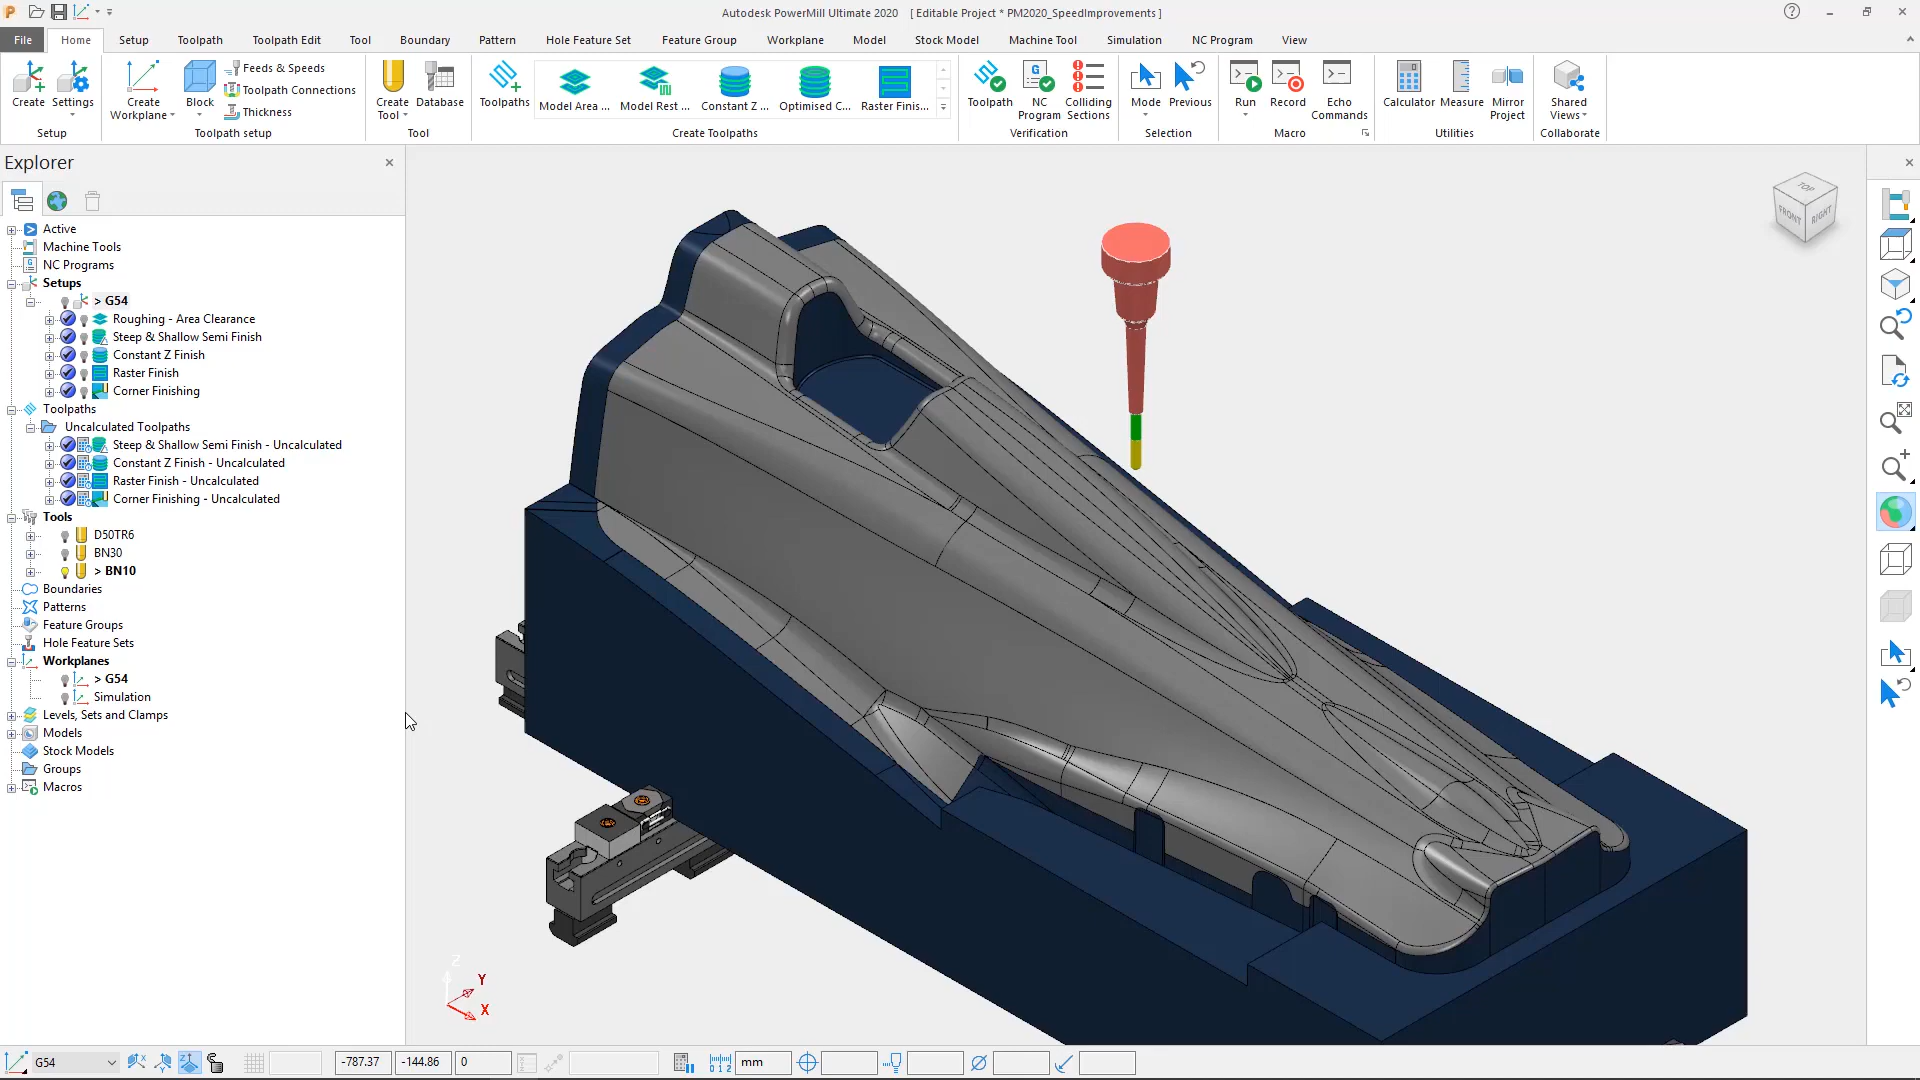 Autodesk PowerMill Ultimate 2020 [ Editable Project * PM2020_SpeedImprovements ]
File Home Setup Toolpath Toolpath Edit Tool Boundary Pattern Hole Feature Set Feature Group Workplane Model Stock Model Machine Tool Simulation NC Program View
Create
Settings
Setup
Create Workplane
Block
Feeds & Speeds
Toolpath Connections
Thickness
Toolpath setup
Create Tool
Database
Tool
Toolpaths
Model Area ...
Model Rest ...
Constant Z ...
Optimised C...
Raster Finis...
Create Toolpaths
Toolpath
NC Program
Colliding Sections
Verification
Mode
Previous
Selection
Run
Record
Echo Commands
Macro
Calculator
Measure
Mirror Project
Utilities
Shared Views
Collaborate
Explorer
Active
Machine Tools
NC Programs
Setups
> G54
Roughing - Area Clearance
Steep & Shallow Semi Finish
Constant Z Finish
Raster Finish
Corner Finishing
Toolpaths
Uncalculated Toolpaths
Steep & Shallow Semi Finish - Uncalculated
Constant Z Finish - Uncalculated
Raster Finish - Uncalculated
Corner Finishing - Uncalculated
Tools
D50TR6
BN30
> BN10
Boundaries
Patterns
Feature Groups
Hole Feature Sets
Workplanes
> G54
Simulation
Levels, Sets and Clamps
Models
Stock Models
Groups
Macros
TOP
FRONT
RIGHT
Z
Y
X
G54
-787.37
-144.86
0
mm